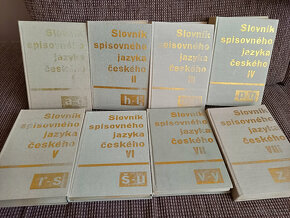 Slovník
spisovného
jazyka
českého
I
a-g
Slovník
spisovného
jazyka
českého
II
h-l
Slovník
spisovného
jazyka
českého
III
Slovník
spisovného
jazyka
českého
IV
Slovník
spisovného
jazyka
českého
V
r-s
Slovník
spisovného
jazyka
českého
VI
š-u
Slovník
spisovného
jazyka
českého
VII
v-y
Slovník
spisovného
jazyka
českého
VIII
z